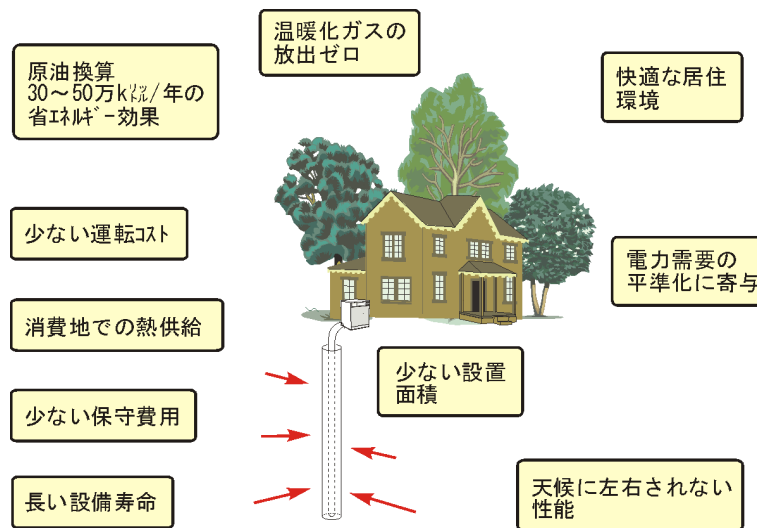 温暖化ガスの
放出ゼロ
原油換算
30~50万k㍑/年の
省ｴﾈﾙｷﾞｰ効果
快適な居住
環境
少ない運転ｺｽﾄ
電力需要の
平準化に寄与
消費地での熱供給
少ない設置
面積
少ない保守費用
長い設備寿命
天候に左右されない
性能